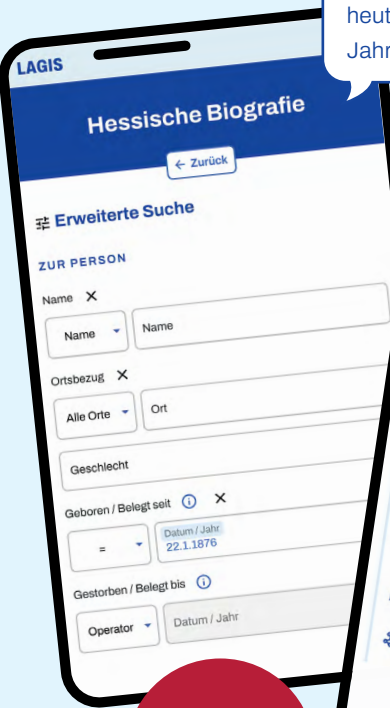 heut
Jahr
LAGIS
Hessische Biografie
← Zurück
Erweiterte Suche
ZUR PERSON
Name ×
Name Name
Ortsbezug ×
Alle Orte Ort
Geschlecht
Geboren / Belegt seit ×
= Datum / Jahr
22.1.1876
Gestorben / Belegt bis
Operator Datum / Jahr